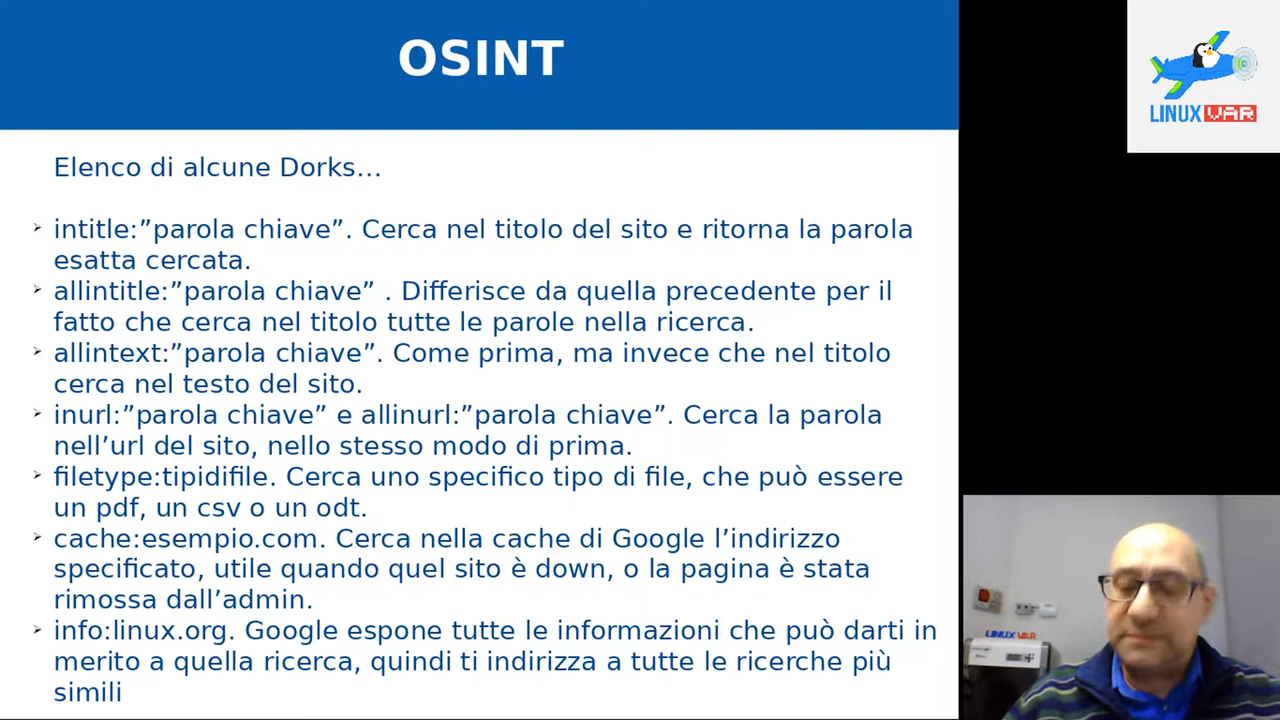 OSINT
LINUX VAR
Elenco di alcune Dorks...
intitle:”parola chiave”. Cerca nel titolo del sito e ritorna la parola
esatta cercata.
allintitle:”parola chiave” . Differisce da quella precedente per il
fatto che cerca nel titolo tutte le parole nella ricerca.
allintext:”parola chiave”. Come prima, ma invece che nel titolo
cerca nel testo del sito.
inurl:”parola chiave” e allinurl:”parola chiave”. Cerca la parola
nell’url del sito, nello stesso modo di prima.
filetype:tipidifile. Cerca uno specifico tipo di file, che può essere
un pdf, un csv o un odt.
cache:esempio.com. Cerca nella cache di Google l’indirizzo
specificato, utile quando quel sito è down, o la pagina è stata
rimossa dall’admin.
info:linux.org. Google espone tutte le informazioni che può darti in
merito a quella ricerca, quindi ti indirizza a tutte le ricerche più
simili
LINUX VAR